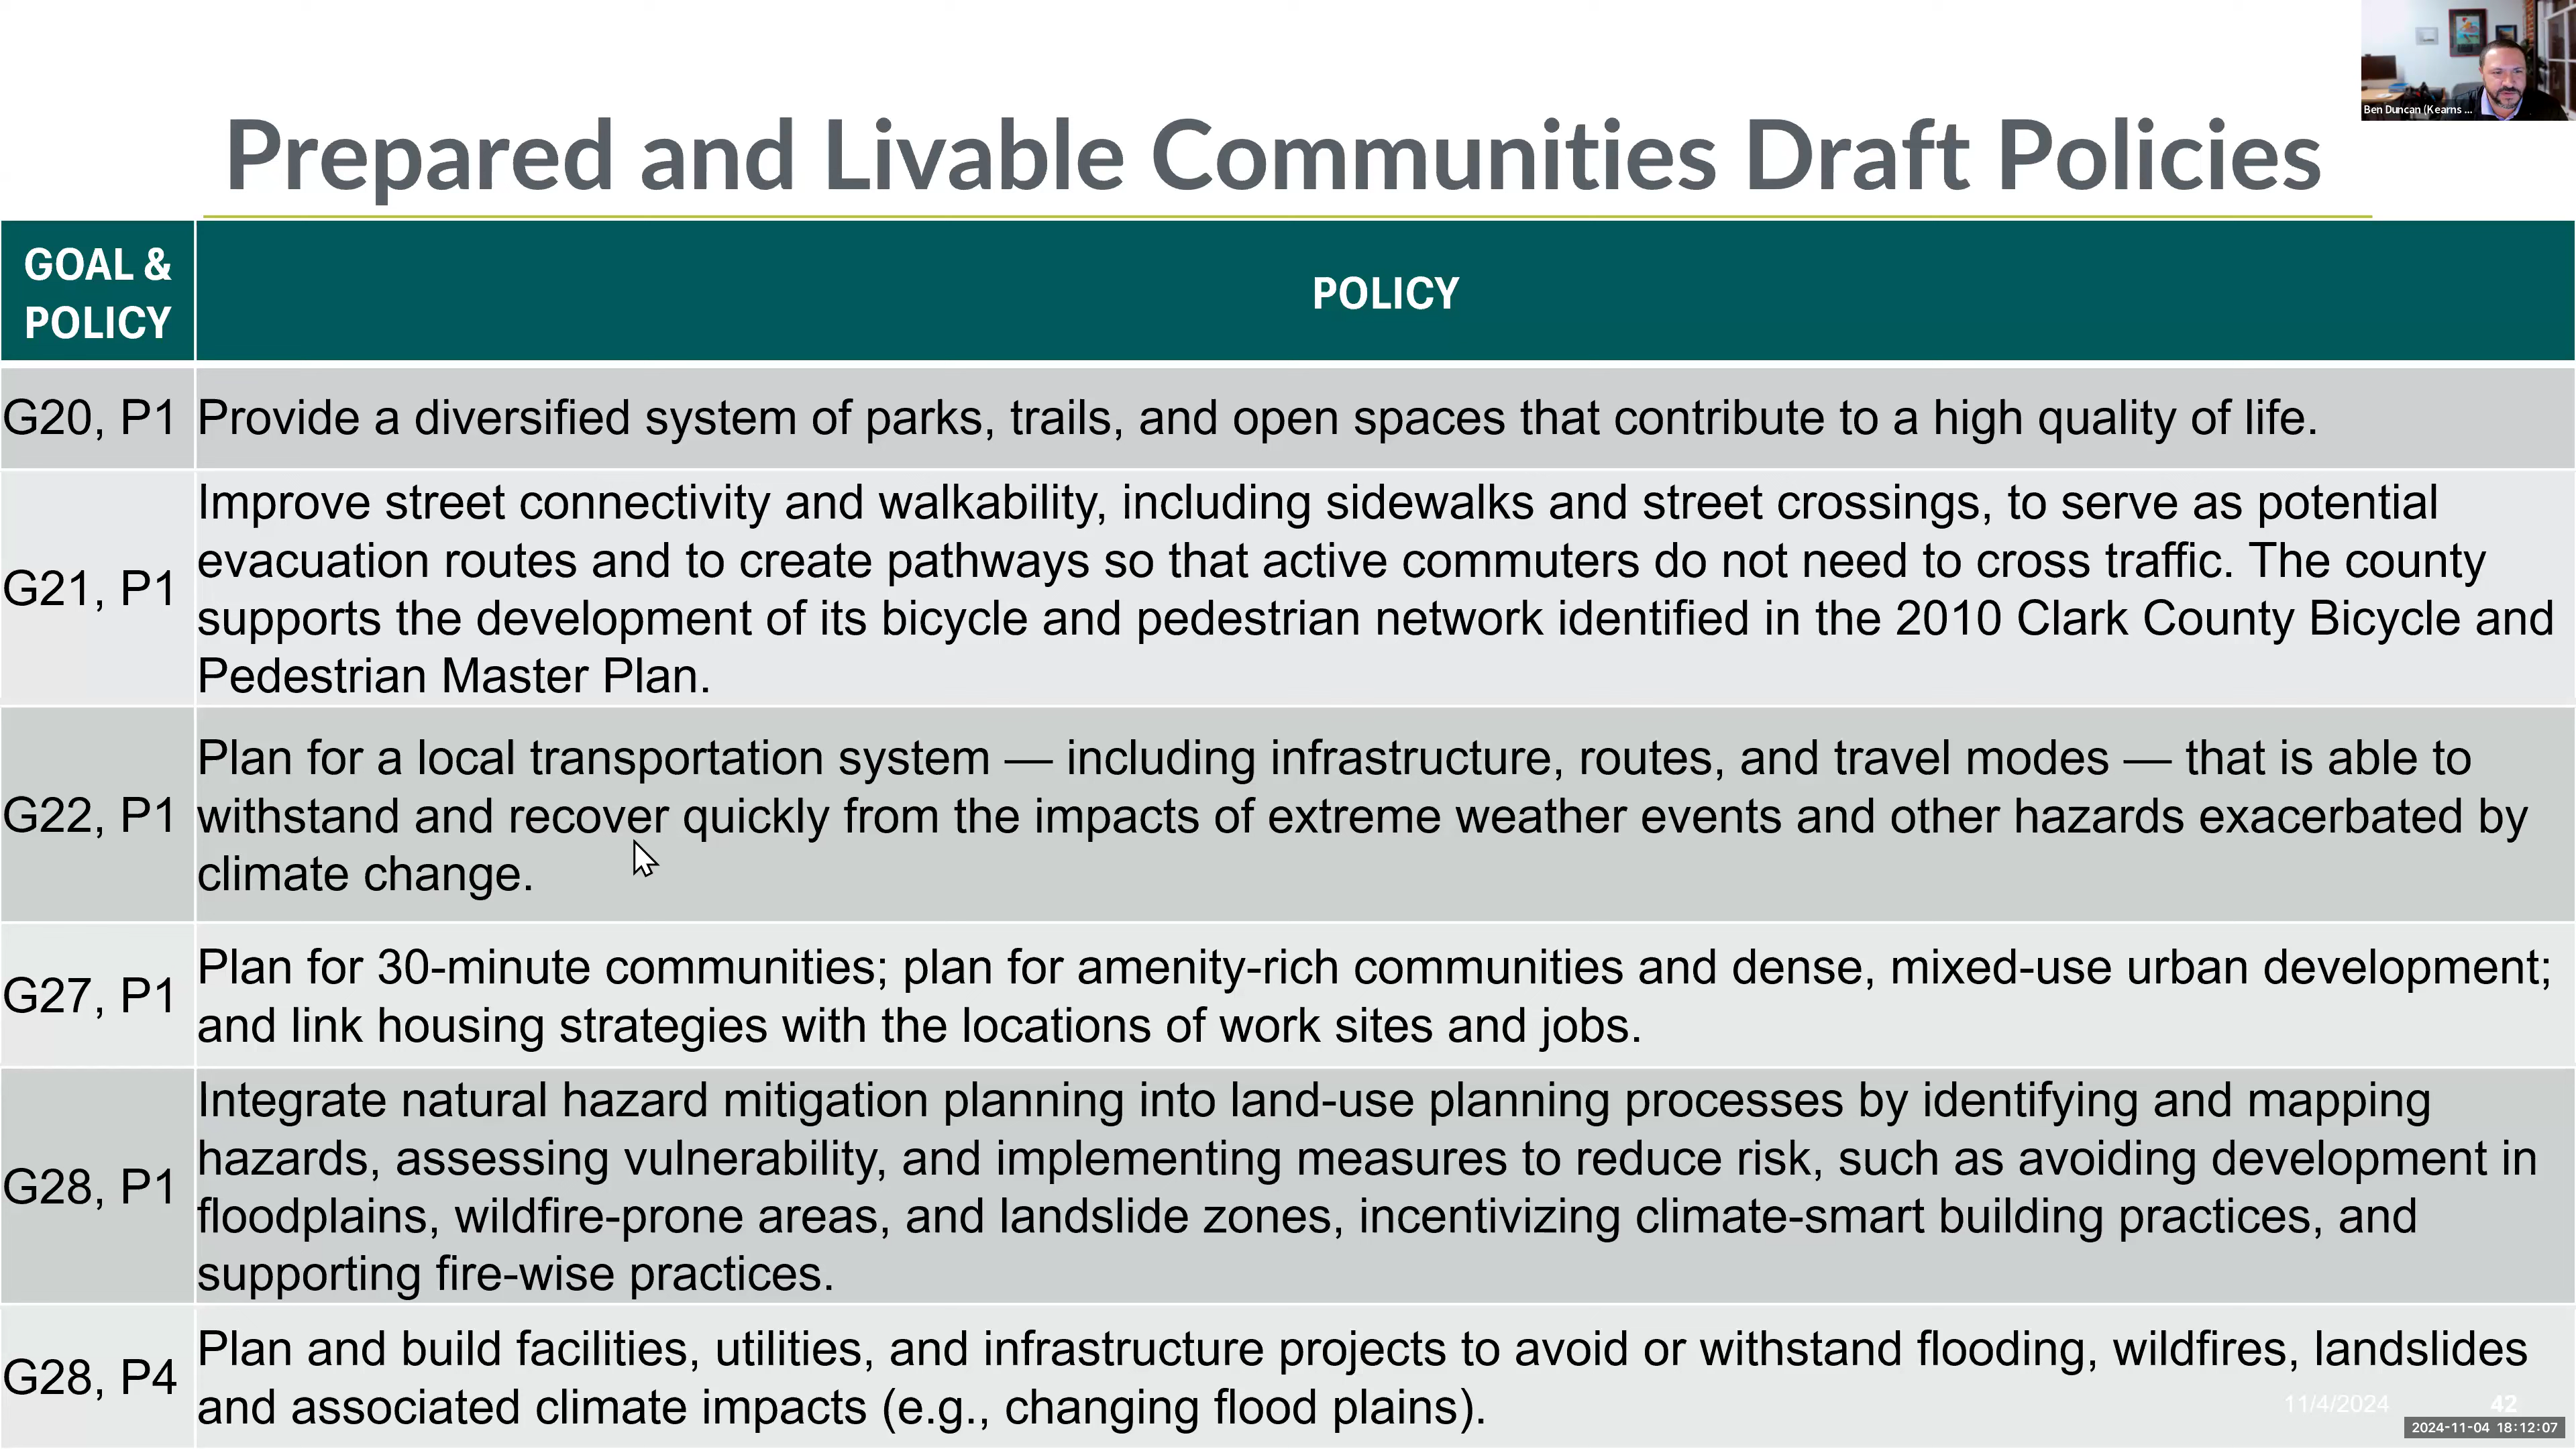 Ben Duncan (Kearns ...
Prepared and Livable Communities Draft Policies
GOAL &
POLICY
POLICY
G20, P1
Provide a diversified system of parks, trails, and open spaces that contribute to a high quality of life.
G21, P1
Improve street connectivity and walkability, including sidewalks and street crossings, to serve as potential
evacuation routes and to create pathways so that active commuters do not need to cross traffic. The county
supports the development of its bicycle and pedestrian network identified in the 2010 Clark County Bicycle and
Pedestrian Master Plan.
G22, P1
Plan for a local transportation system — including infrastructure, routes, and travel modes — that is able to
withstand and recover quickly from the impacts of extreme weather events and other hazards exacerbated by
climate change.
G27, P1
Plan for 30-minute communities; plan for amenity-rich communities and dense, mixed-use urban development;
and link housing strategies with the locations of work sites and jobs.
G28, P1
Integrate natural hazard mitigation planning into land-use planning processes by identifying and mapping
hazards, assessing vulnerability, and implementing measures to reduce risk, such as avoiding development in
floodplains, wildfire-prone areas, and landslide zones, incentivizing climate-smart building practices, and
supporting fire-wise practices.
G28, P4
Plan and build facilities, utilities, and infrastructure projects to avoid or withstand flooding, wildfires, landslides
and associated climate impacts (e.g., changing flood plains).
11/4/2024
42
2024-11-04 18:12:07